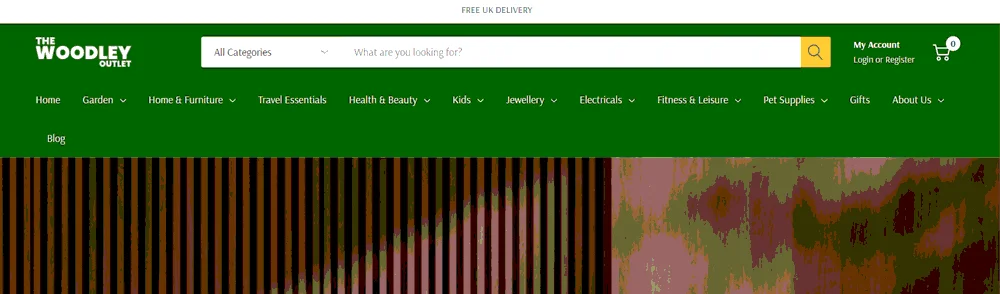 FREE UK DELIVERY
THE
WOODLEY
OUTLET
All Categories
What are you looking for?
My Account
Login or Register
0
Home
Garden
Home & Furniture
Travel Essentials
Health & Beauty
Kids
Jewellery
Electricals
Fitness & Leisure
Pet Supplies
Gifts
About Us
Blog